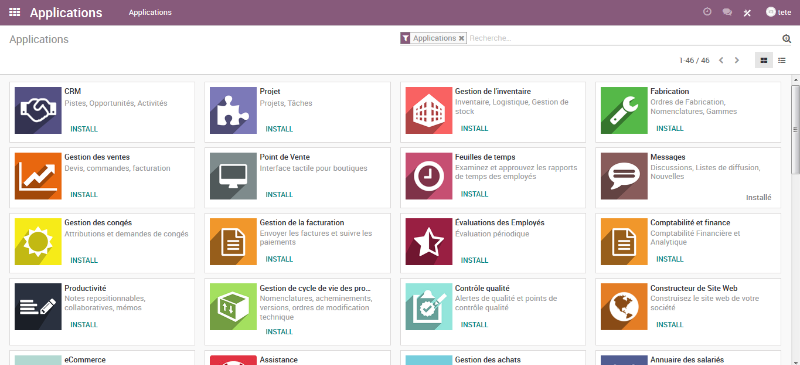 Applications Applications tete
Applications Applications Recherche...
1-46 / 46
CRM
Pistes, Opportunités, Activités
INSTALL
Projet
Projets, Tâches
INSTALL
Gestion de l'inventaire
Inventaire, Logistique, Gestion de
stock
INSTALL
Fabrication
Ordres de Fabrication,
Nomenclatures, Gammes
INSTALL
Gestion des ventes
Devis, commandes, facturation
INSTALL
Point de Vente
Interface tactile pour boutiques
INSTALL
Feuilles de temps
Examinez et approuvez les rapports
de temps des employés
INSTALL
Messages
Discussions, Listes de diffusion,
Nouvelles
Installé
Gestion des congés
Attributions et demandes de congés
INSTALL
Gestion de la facturation
Envoyer les factures et suivre les
paiements
INSTALL
Évaluations des Employés
Évaluation périodique
INSTALL
Comptabilité et finance
Comptabilité Financière et
Analytique
INSTALL
Productivité
Notes repositionnables,
collaboratives, mémos
INSTALL
Gestion de cycle de vie des pro...
Nomenclatures, acheminements,
versions, ordres de modification
technique
INSTALL
Contrôle qualité
Alertes de qualité et points de
contrôle qualité
INSTALL
Constructeur de Site Web
Construisez le site web de votre
société
INSTALL
eCommerce
Assistance
Gestion des achats
Annuaire des salariés